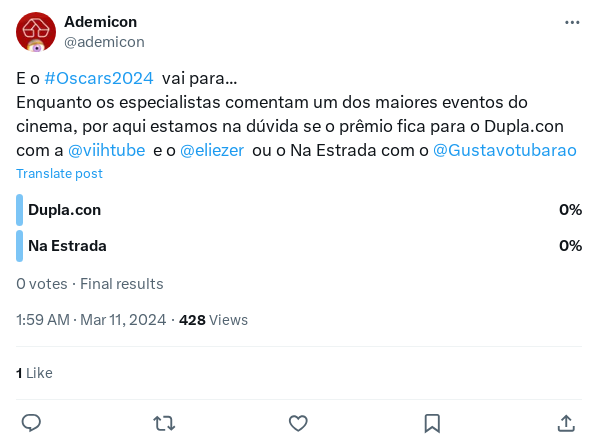 Ademicon
@ademicon
E o #Oscars2024 vai para...
Enquanto os especialistas comentam um dos maiores eventos do
cinema, por aqui estamos na dúvida se o prêmio fica para o Dupla.con
com a @viihtube e o @eliezer ou o Na Estrada com o @Gustavotubarao
Translate post
Dupla.con 0%
Na Estrada 0%
0 votes · Final results
1:59 AM · Mar 11, 2024 · 428 Views
1 Like